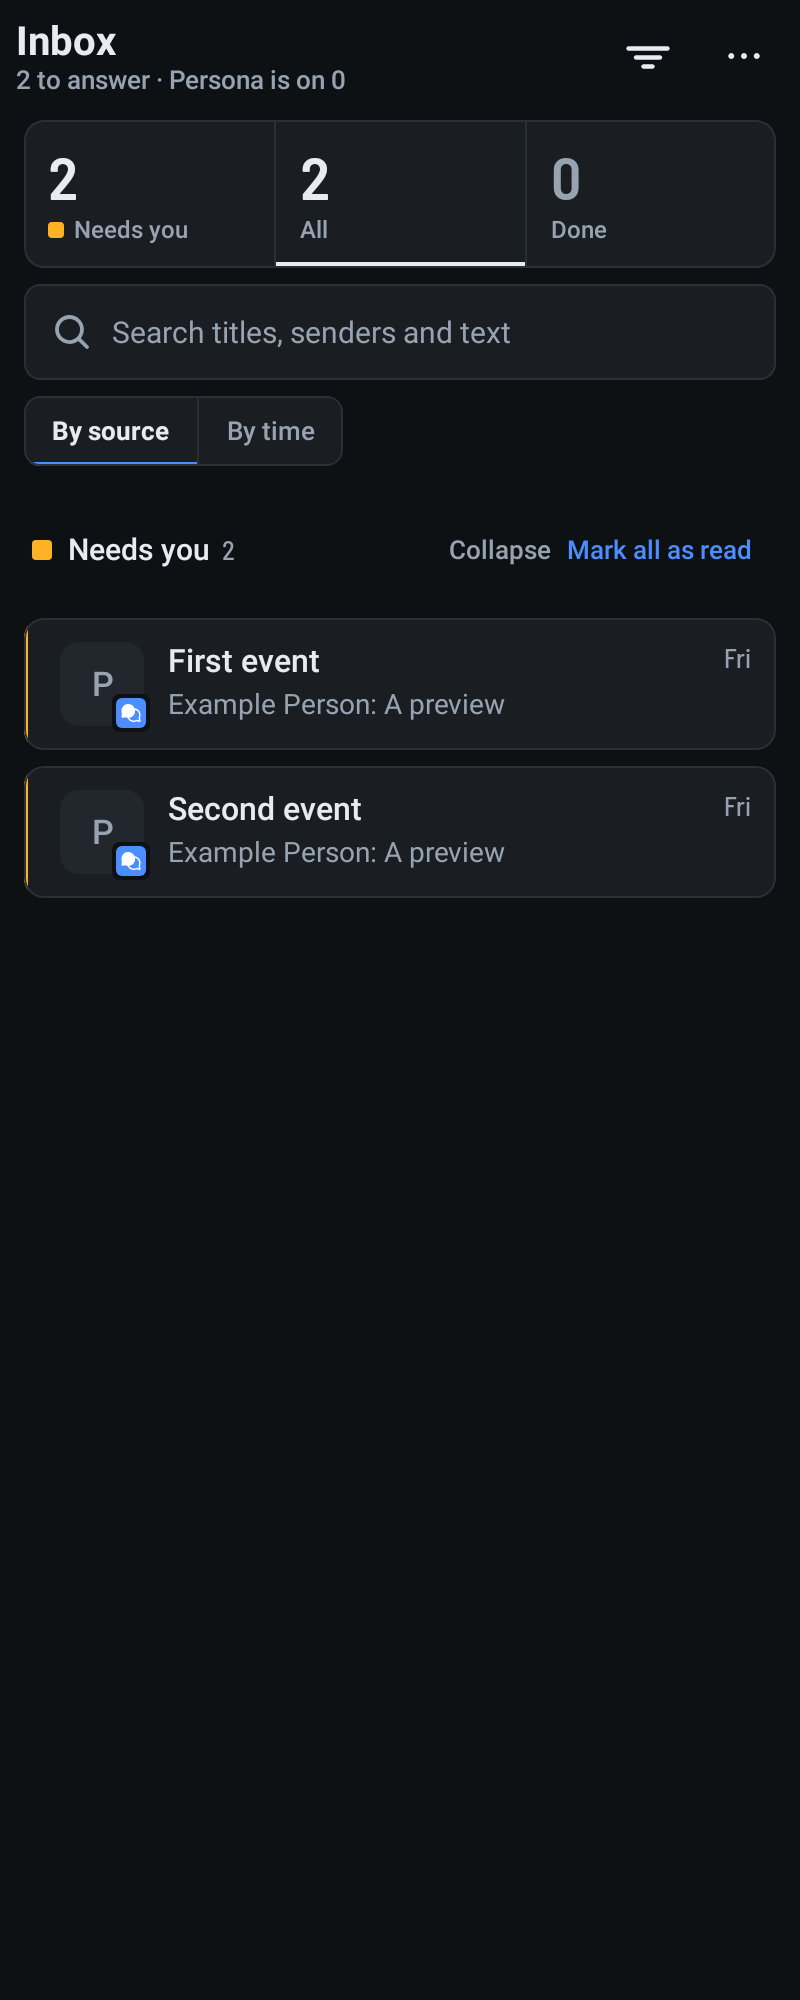 Inbox
2 to answer · Persona is on 0
2
Needs you
2
All
0
Done
Search titles, senders and text
By source
By time
Needs you 2
Collapse
Mark all as read
P
First event
Fri
Example Person: A preview
P
Second event
Fri
Example Person: A preview